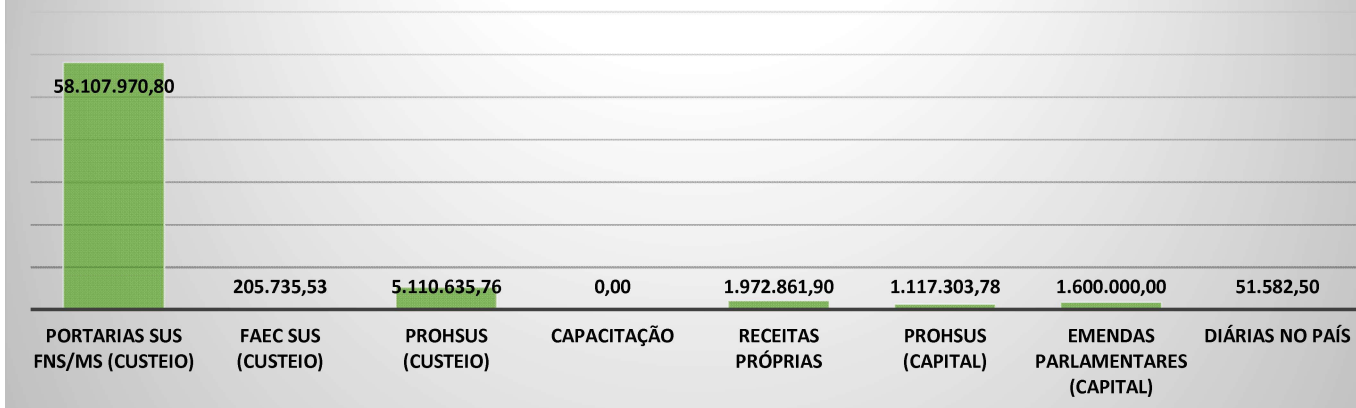 58.107.970,80
205.735,53
5.110.635,76
0,00
1.972.861,90
1.117.303,78
1.600.000,00
51.582,50
PORTARIAS SUS
FNS/MS (CUSTEIO)
FAEC SUS
(CUSTEIO)
PROHSUS
(CUSTEIO)
CAPACITAÇÃO
RECEITAS
PRÓPRIAS
PROHSUS
(CAPITAL)
EMENDAS
PARLAMENTARES
(CAPITAL)
DIÁRIAS NO PAÍS